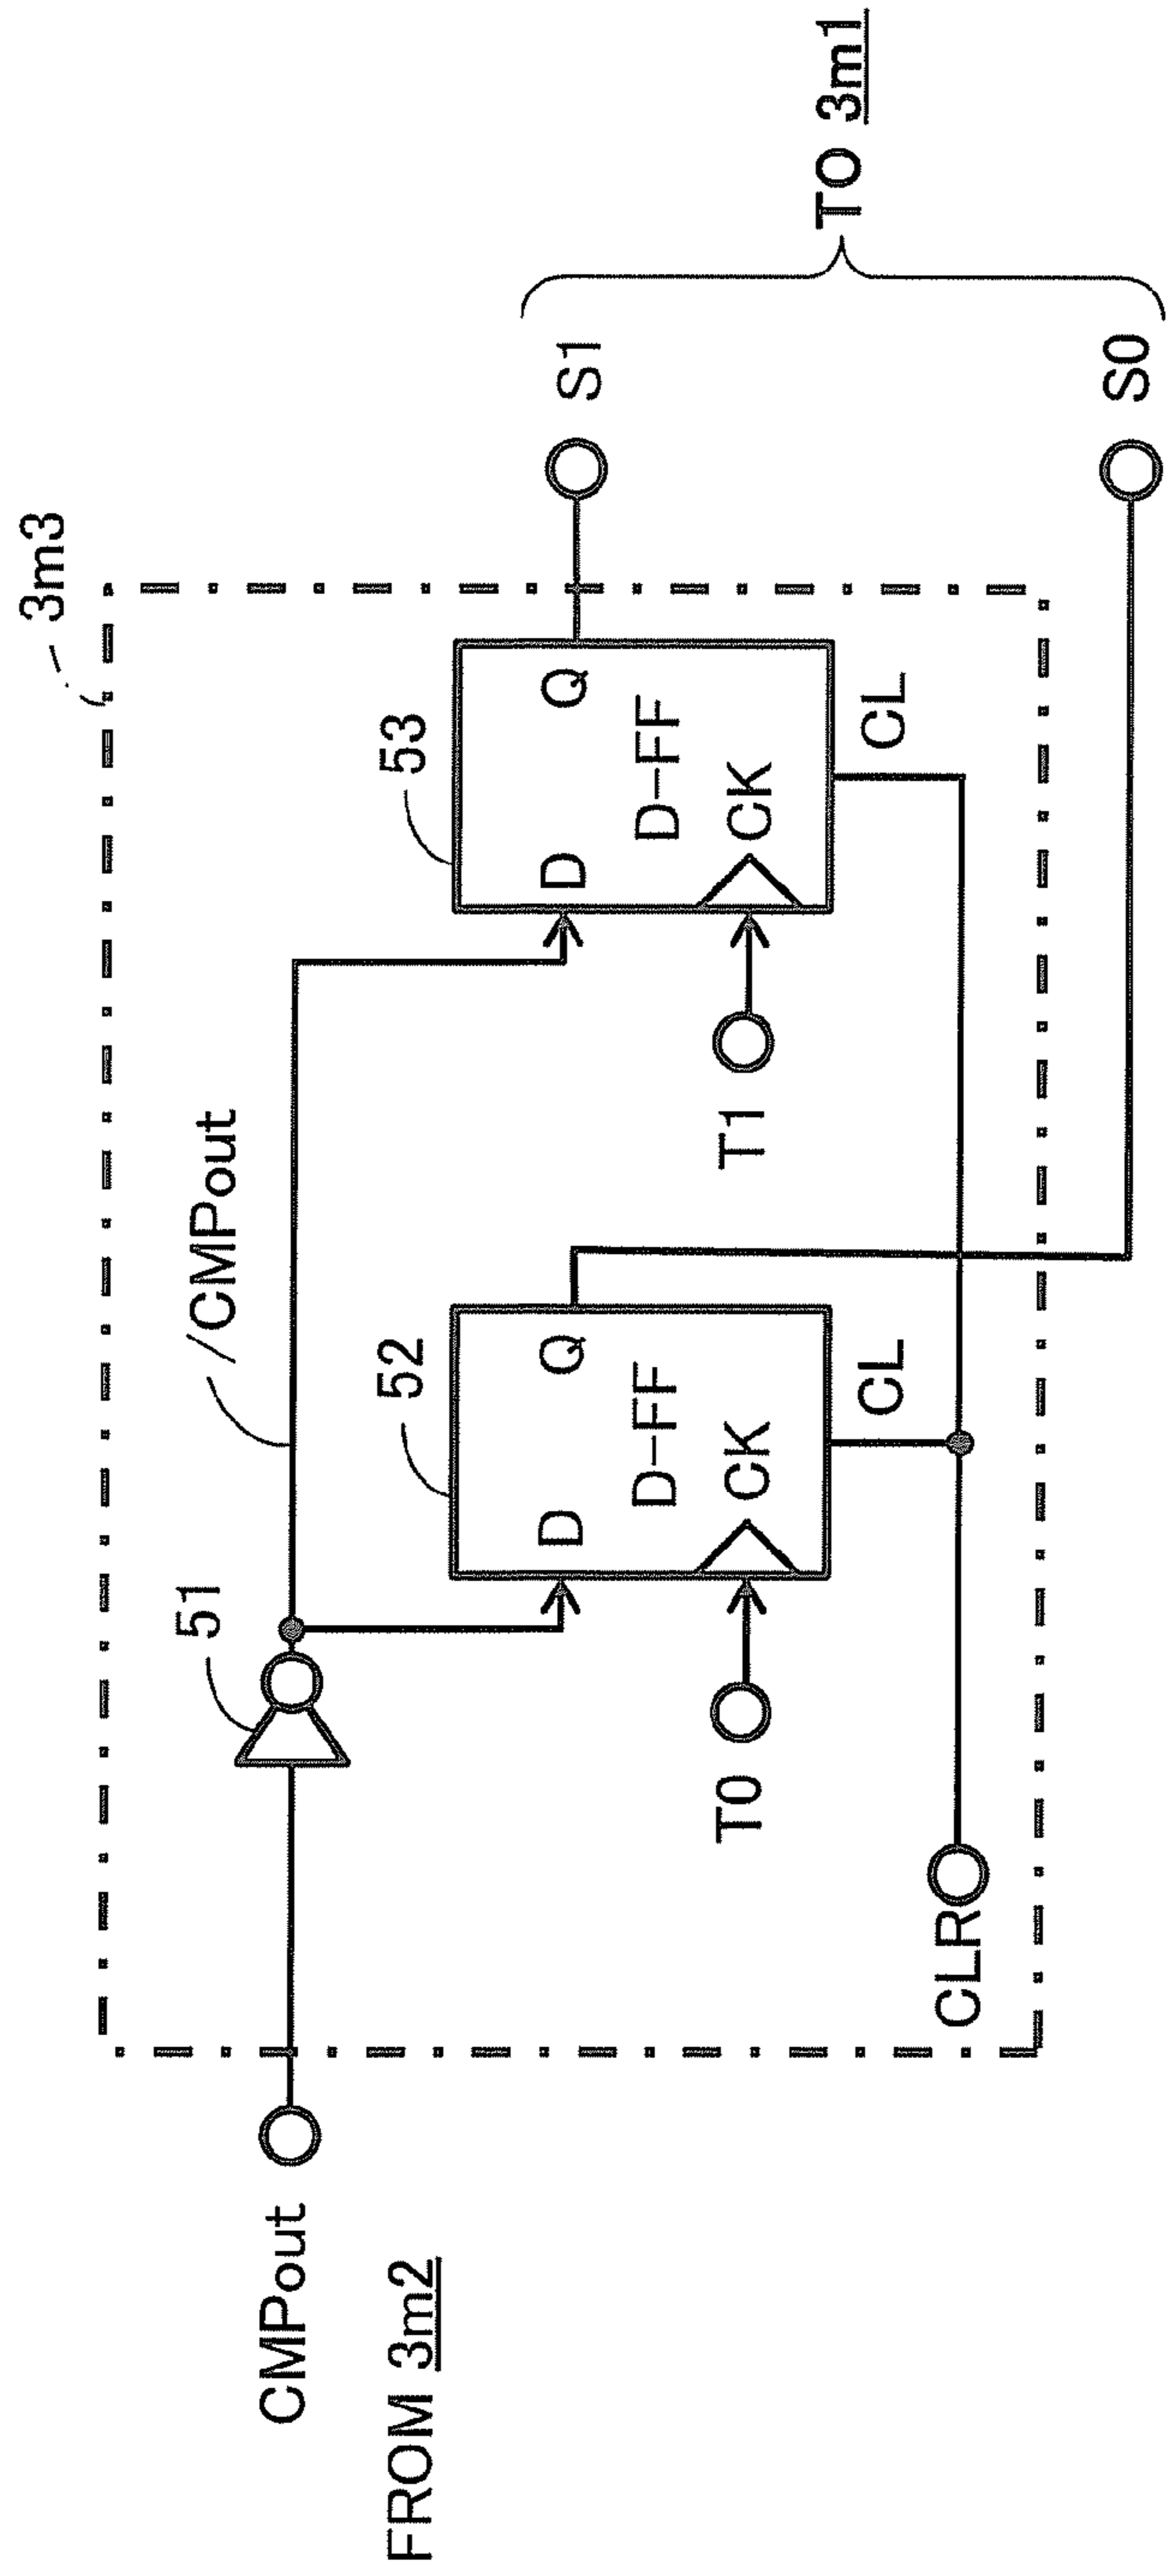 3m3
/CMPout
51
52
53
D
Q
D-FF
CK
CL
D
Q
D-FF
CK
CL
T0
T1
CLR
CMPout
FROM 3m2
S1
S0
TO 3m1